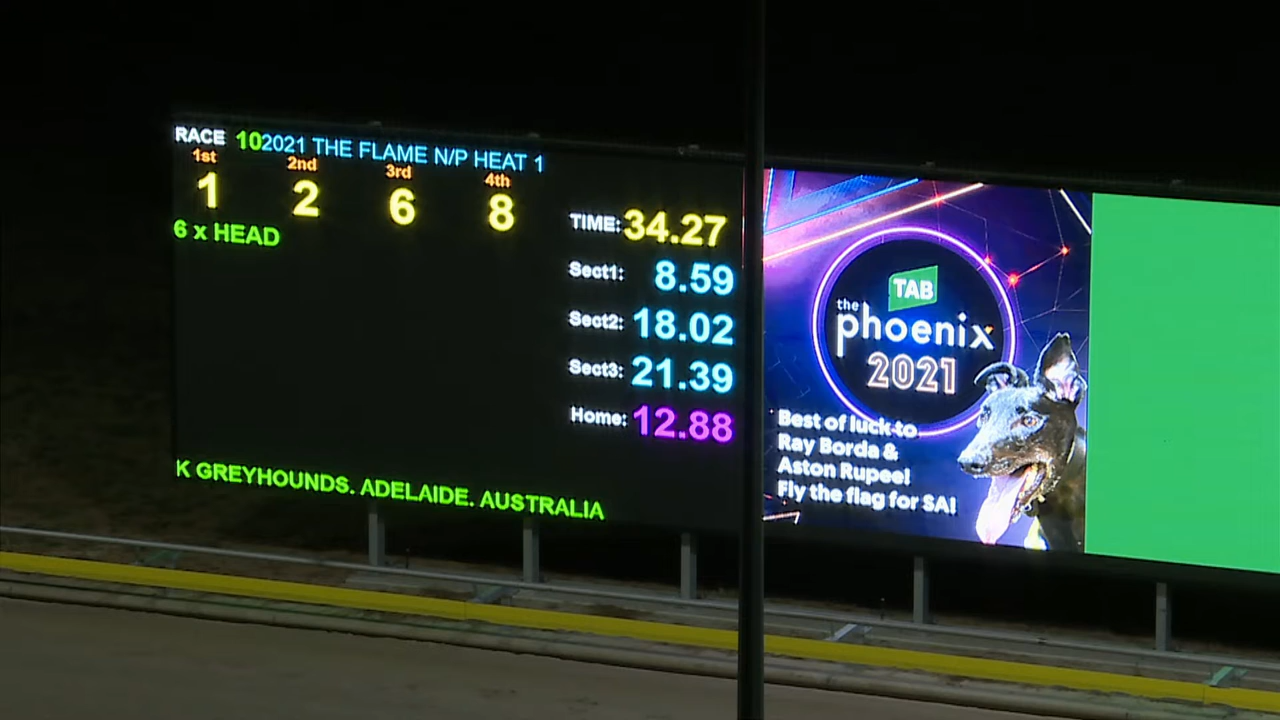 RACE 10 2021 THE FLAME N/P HEAT 1
1st 2nd 3rd 4th
1 2 6 8
6 x HEAD
TIME: 34.27
Sect1: 8.59
Sect2: 18.02
Sect3: 21.39
Home: 12.88
K GREYHOUNDS. ADELAIDE. AUSTRALIA
TAB
the
phoenix
2021
Best of luck to
Ray Borda &
Aston Rupee!
Fly the flag for SA!